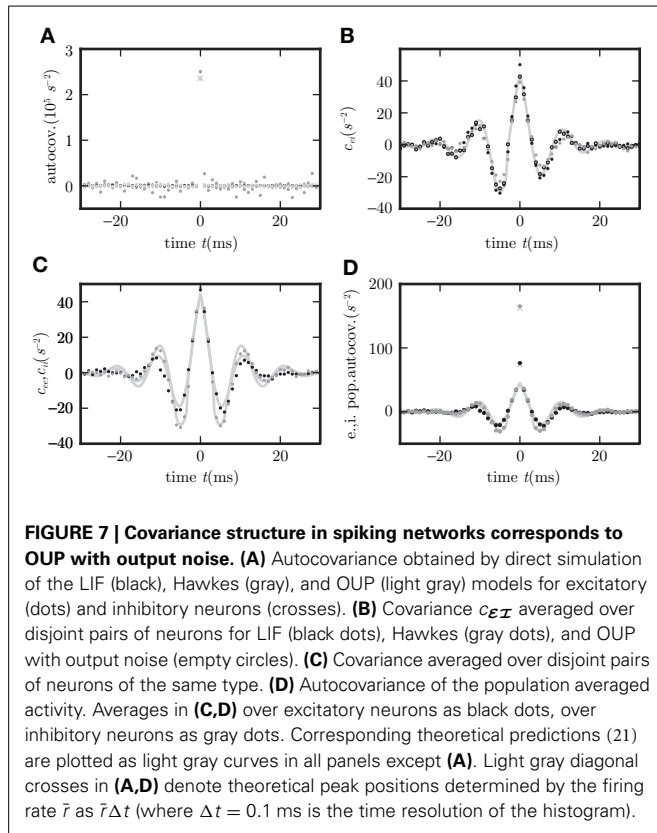 A
3
2
1
0
autocov.(10⁵ s⁻²)
−20 0 20
time t(ms)
B
40
20
0
−20
−40
c_ei(s⁻²)
−20 0 20
time t(ms)
C
40
20
0
−20
−40
c_ee, c_ii(s⁻²)
−20 0 20
time t(ms)
D
200
150
100
50
0
e.,i. pop.autocov.(s⁻²)
−20 0 20
time t(ms)
FIGURE 7 | Covariance structure in spiking networks corresponds to
OUP with output noise. (A) Autocovariance obtained by direct simulation
of the LIF (black), Hawkes (gray), and OUP (light gray) models for excitatory
(dots) and inhibitory neurons (crosses). (B) Covariance c_ℰℐ averaged over
disjoint pairs of neurons for LIF (black dots), Hawkes (gray dots), and OUP
with output noise (empty circles). (C) Covariance averaged over disjoint pairs
of neurons of the same type. (D) Autocovariance of the population averaged
activity. Averages in (C,D) over excitatory neurons as black dots, over
inhibitory neurons as gray dots. Corresponding theoretical predictions (21)
are plotted as light gray curves in all panels except (A). Light gray diagonal
crosses in (A,D) denote theoretical peak positions determined by the firing
rate r̄ as r̄Δt (where Δt = 0.1 ms is the time resolution of the histogram).